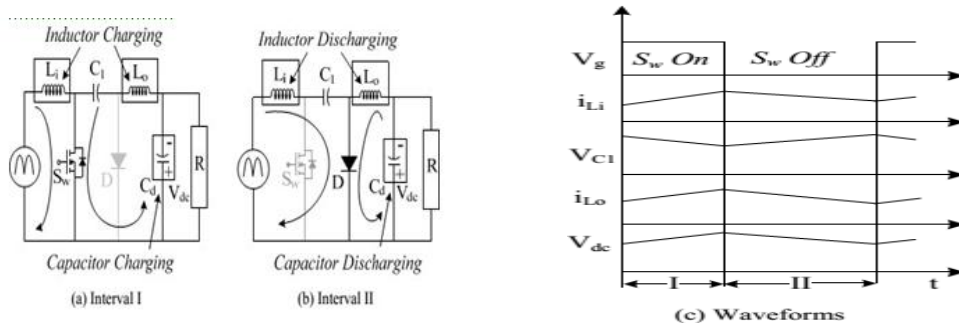 Inductor Charging
Li
C1
Lo
Sw
D
Cd
-
+
Vdc
R
Capacitor Charging
(a) Interval I
Inductor Discharging
Li
C1
Lo
Sw
D
Cd
-
+
Vdc
R
Capacitor Discharging
(b) Interval II
Vg
Sw On
Sw Off
iLi
VC1
iLo
Vdc
I
II
t
(c) Waveforms